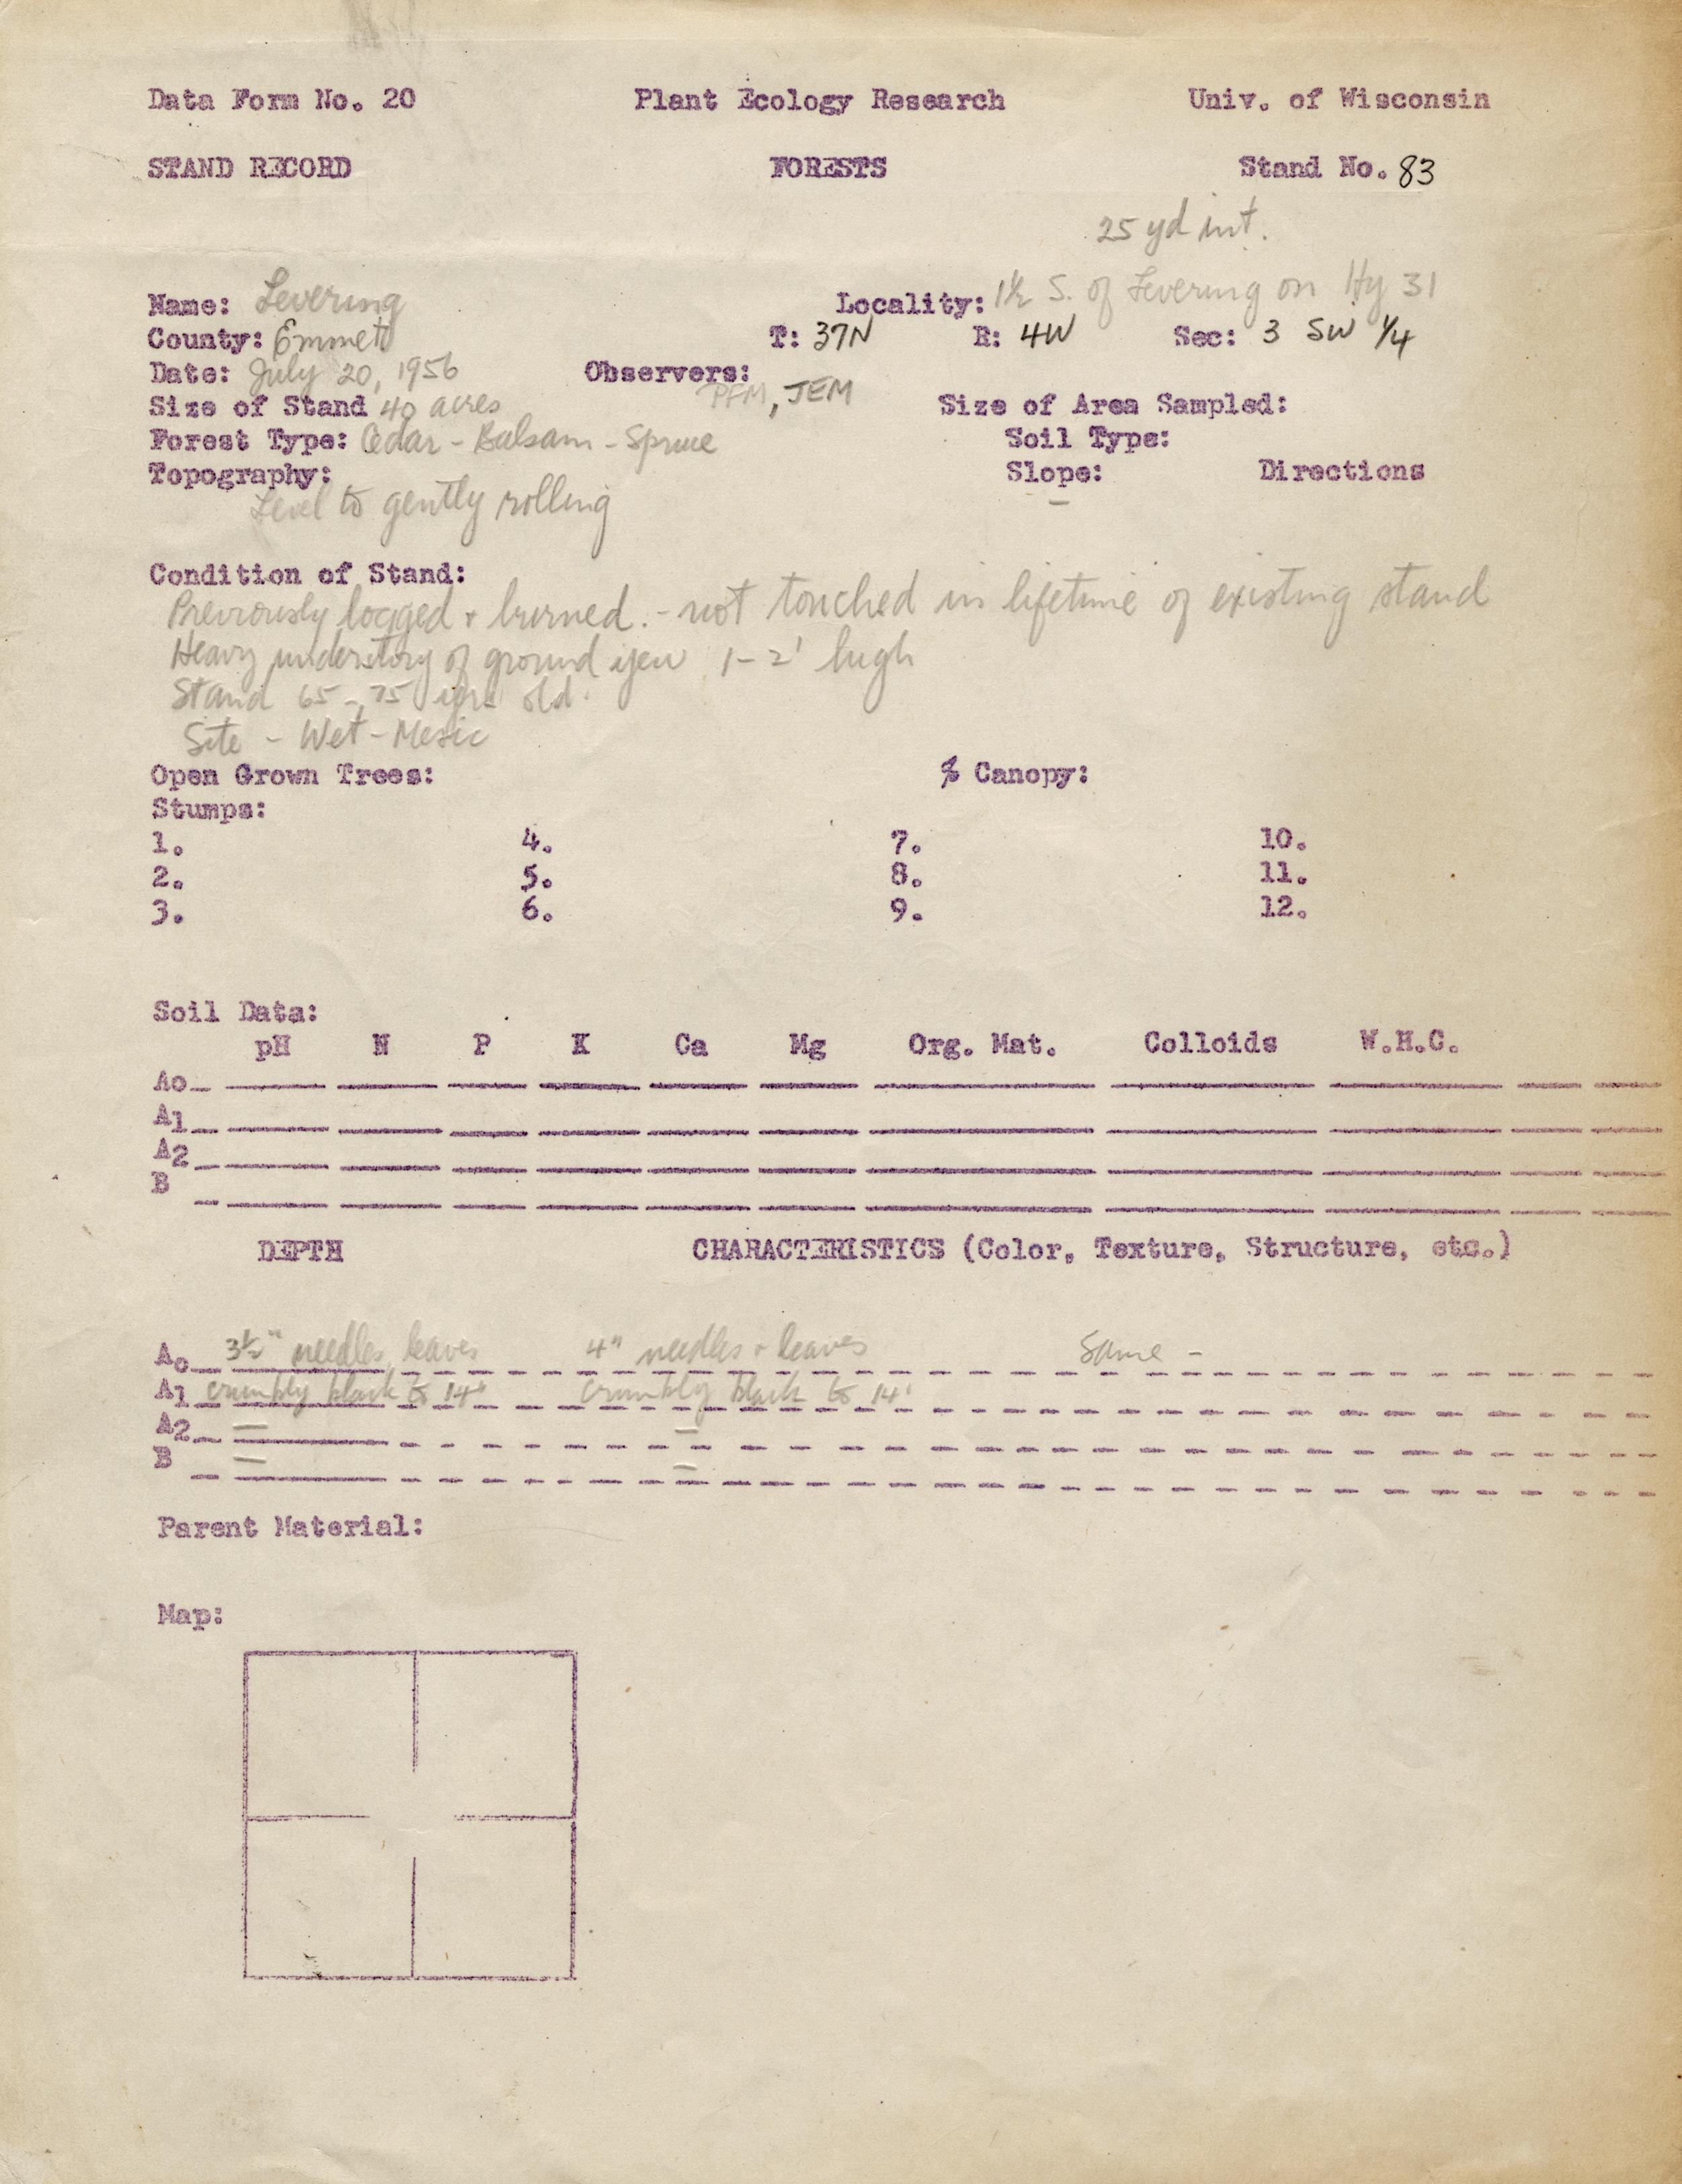 Data Form No. 20 Plant Ecology Research Univ. of Wisconsin
STAND RECORD FORESTS Stand No. 83
25 yd int.
Name: Levering Locality: 1½ S. of Levering on Hy 31
County: Emmett T: 37N R: 4W Sec: 3 SW ¼
Date: July 20, 1956 Observers: PFM, JEM
Size of Stand 40 acres Size of Area Sampled:
Forest Type: Cedar - Balsam - Spruce Soil Type:
Topography: Slope: Directions
Level to gently rolling –
Condition of Stand:
Previously logged + burned. - not touched in lifetime of existing stand
Heavy understory of ground yew 1-2' high
Stand 65-75 yrs old.
Site - Wet-Mesic
Open Grown Trees: % Canopy:
Stumps:
1. 4. 7. 10.
2. 5. 8. 11.
3. 6. 9. 12.
Soil Data:
pH N P K Ca Mg Org. Mat. Colloids W.H.C.
Ao
A1
A2
B
DEPTH CHARACTERISTICS (Color, Texture, Structure, etc.)
Ao 3½" needles, leaves 4" needles + leaves Same -
A1 crumbly black to 14" crumbly black to 14"
A2 – –
B – –
Parent Material:
Map: